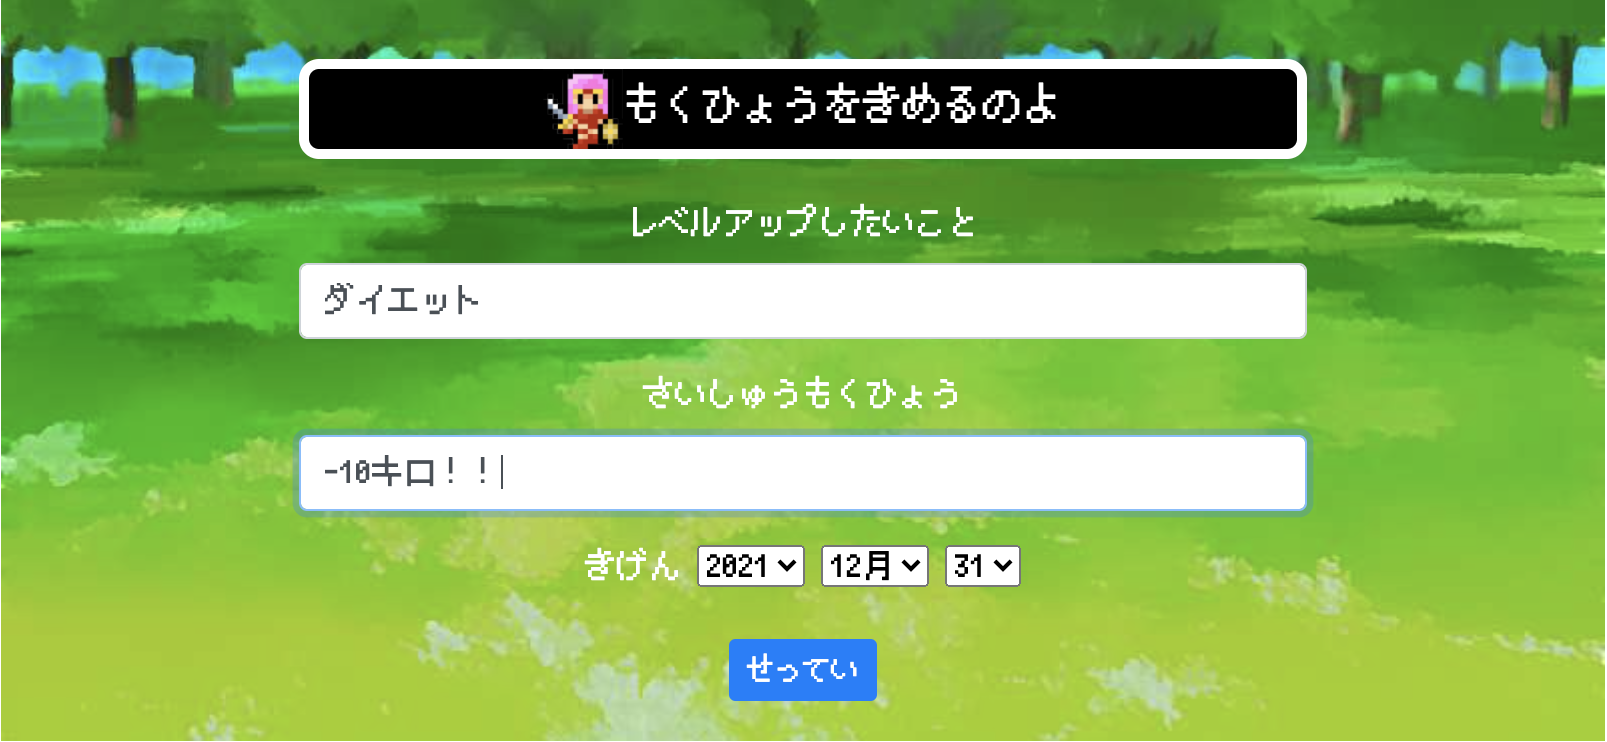 もくひょうをきめるのよ
レベルアップしたいこと
ダイエット
さいしゅうもくひょう
-10キロ！！
きげん 2021 12月 31
せってい